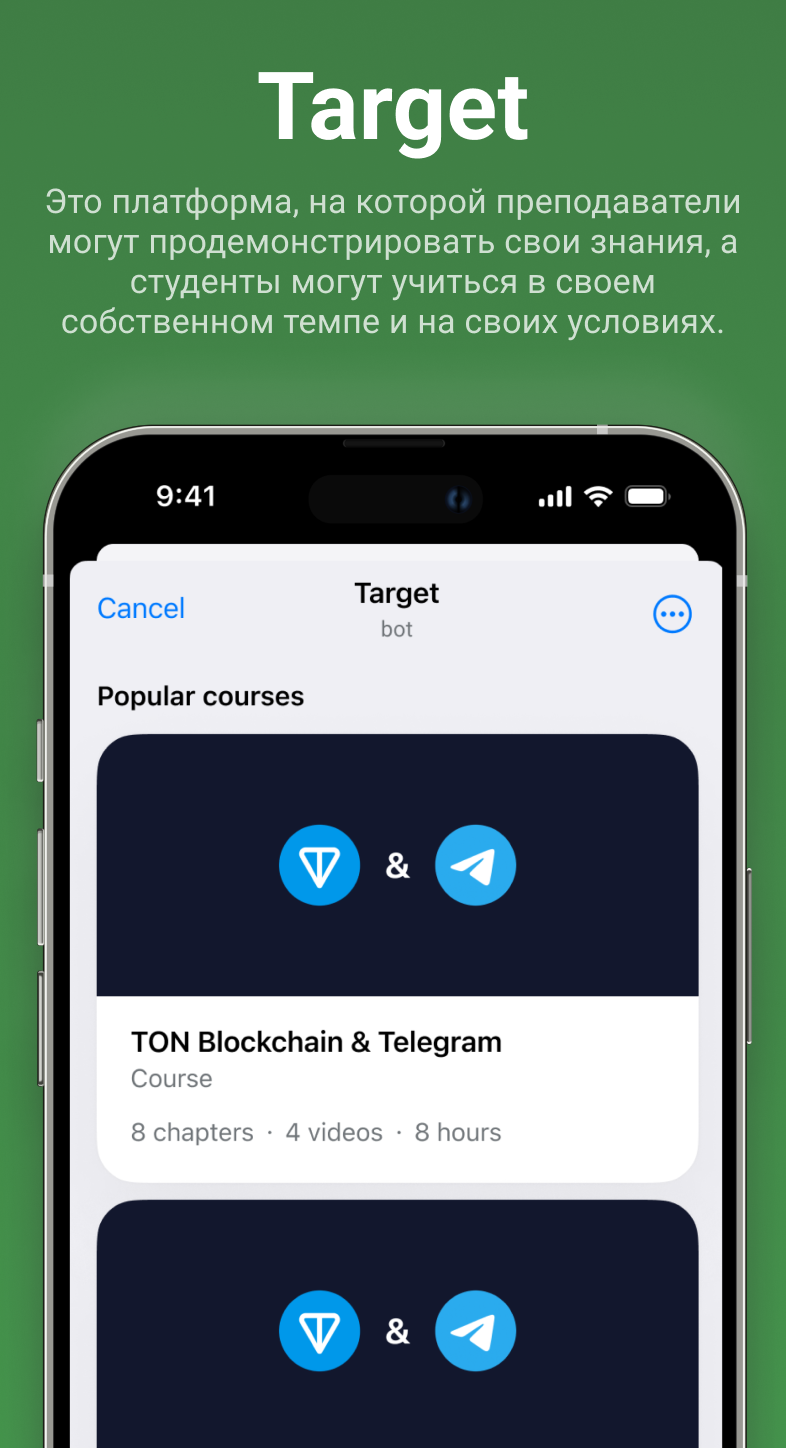 Target
Это платформа, на которой преподаватели
могут продемонстрировать свои знания, а
студенты могут учиться в своем
собственном темпе и на своих условиях.
9:41
Cancel
Target
bot
Popular courses
&
TON Blockchain & Telegram
Course
8 chapters · 4 videos · 8 hours
&